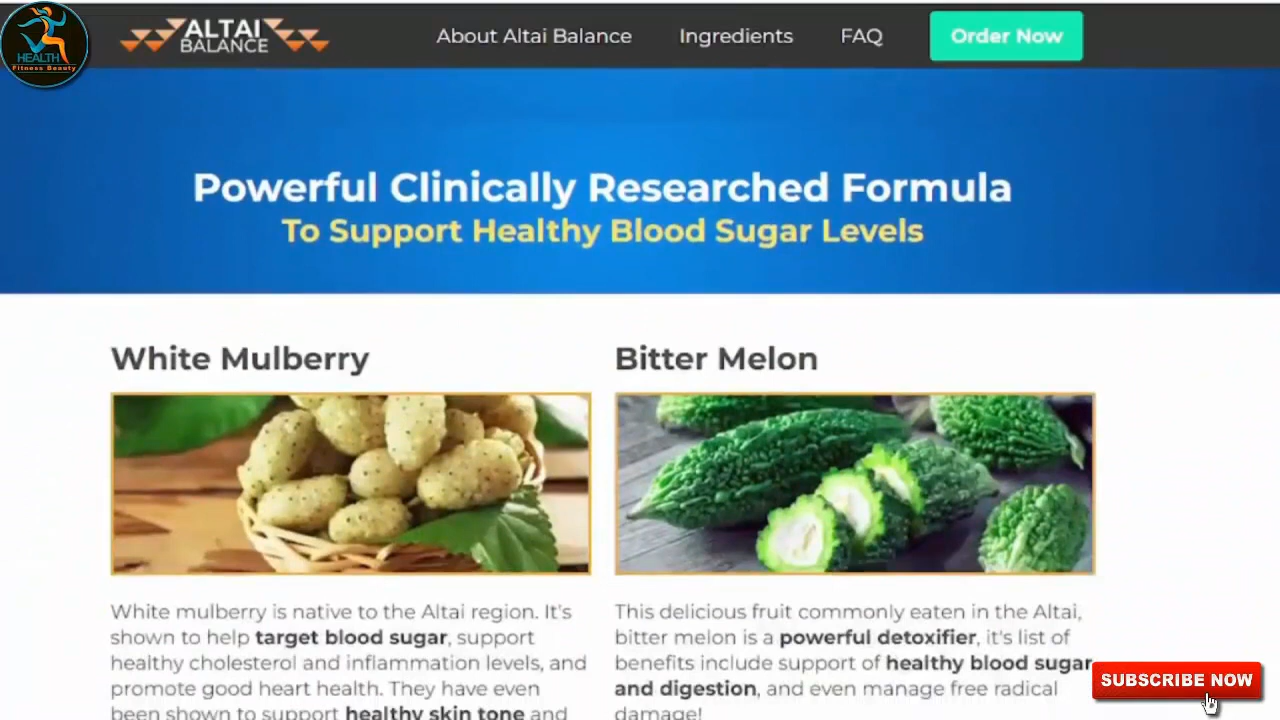 ALTAI
BALANCE
About Altai Balance
Ingredients
FAQ
Order Now
HEALTH
Fitness Beauty
Powerful Clinically Researched Formula
To Support Healthy Blood Sugar Levels
White Mulberry
White mulberry is native to the Altai region. It's
shown to help target blood sugar, support
healthy cholesterol and inflammation levels, and
promote good heart health. They have even
been shown to support healthy skin tone and
Bitter Melon
This delicious fruit commonly eaten in the Altai,
bitter melon is a powerful detoxifier, it's list of
benefits include support of healthy blood sugar
and digestion, and even manage free radical
damage!
SUBSCRIBE NOW